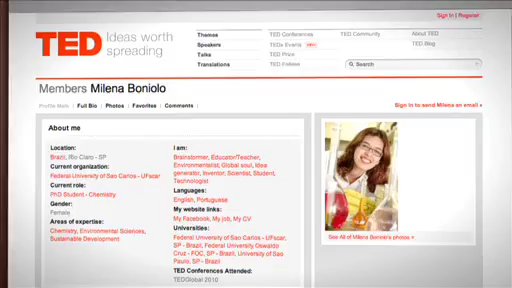 Sign In | Register
TED Ideas worth
spreading
Themes
Speakers
Talks
Translations
TED Conferences
TEDx Events new
TED Prize
TED Fellows
TED Community
About TED
TED Blog
Search
Members Milena Boniolo
Profile Main | Full Bio | Photos | Favorites | Comments |
Sign in to send Milena an email »
About me
Location:
Brazil, Rio Claro - SP
Current organization:
Federal University of Sao Carlos - UFscar
Current role:
PhD Student - Chemistry
Gender:
Female
Areas of expertise:
Chemistry, Environmental Sciences,
Sustainable Development
I am:
Brainstormer, Educator/Teacher,
Environmentalist, Global soul, Idea
generator, Inventor, Scientist, Student,
Technologist
Languages:
English, Portuguese
My website links:
My Facebook, My job, My CV
Universities:
Federal University of Sao Carlos - UFscar,
SP - Brazil, Federal University Oswaldo
Cruz - FOC, SP - Brazil, University of Sao
Paulo, SP - Brazil
TED Conferences Attended:
TEDGlobal 2010
See All of Milena Boniolo's photos »